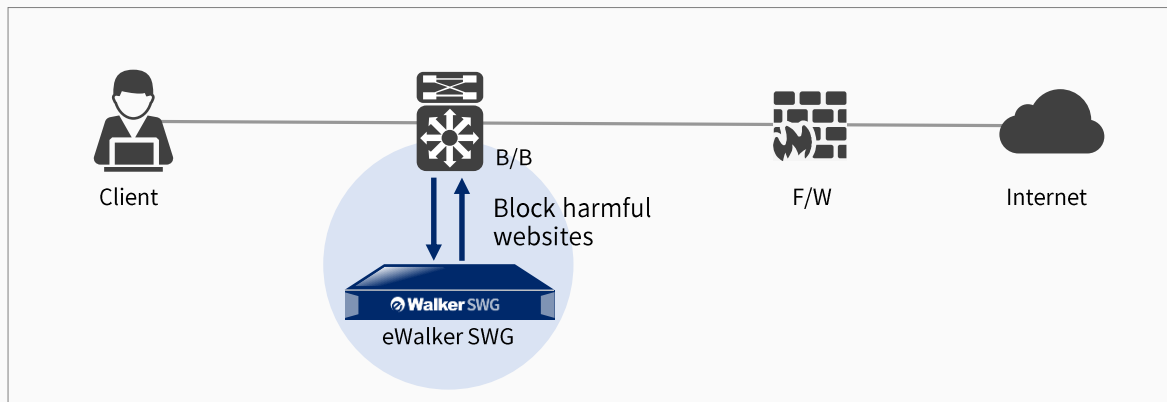 B/B
Client
Block harmful
websites
F/W
Internet
eWalker SWG
eWalker SWG